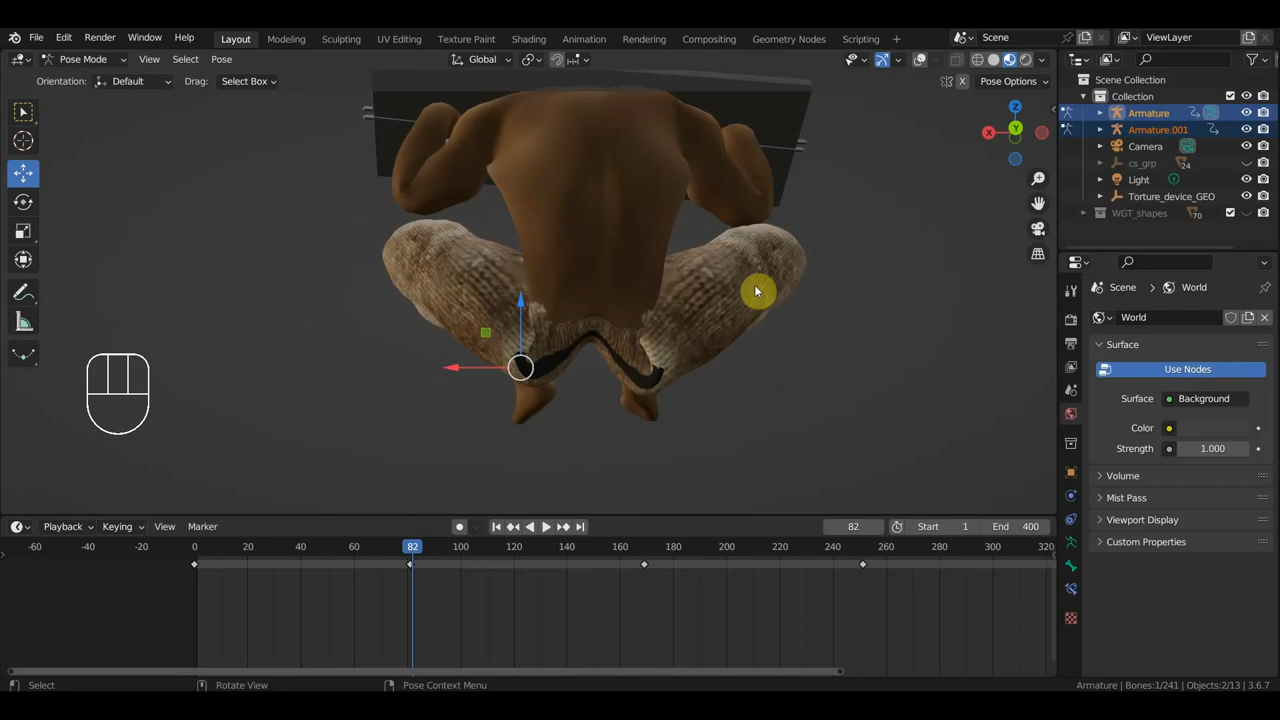 File Edit Render Window Help Layout Modeling Sculpting UV Editing Texture Paint Shading Animation Rendering Compositing Geometry Nodes Scripting + Scene ViewLayer
Pose Mode View Select Pose Global
Orientation: Default Drag: Select Box X Pose Options
Scene Collection
Collection
Armature
Armature.001
Camera
cs_grp 24
Light
Torture_device_GEO
WGT_shapes 70
Z
Y
X
Scene World
World
Surface
Use Nodes
Surface Background
Color
Strength 1.000
Volume
Mist Pass
Viewport Display
Custom Properties
Playback Keying View Marker 82 Start 1 End 400
-60 -40 -20 0 20 40 60 82 100 120 140 160 180 200 220 240 260 280 300 320
Select Rotate View Pose Context Menu Armature | Bones:1/241 | Objects:2/13 | 3.6.7